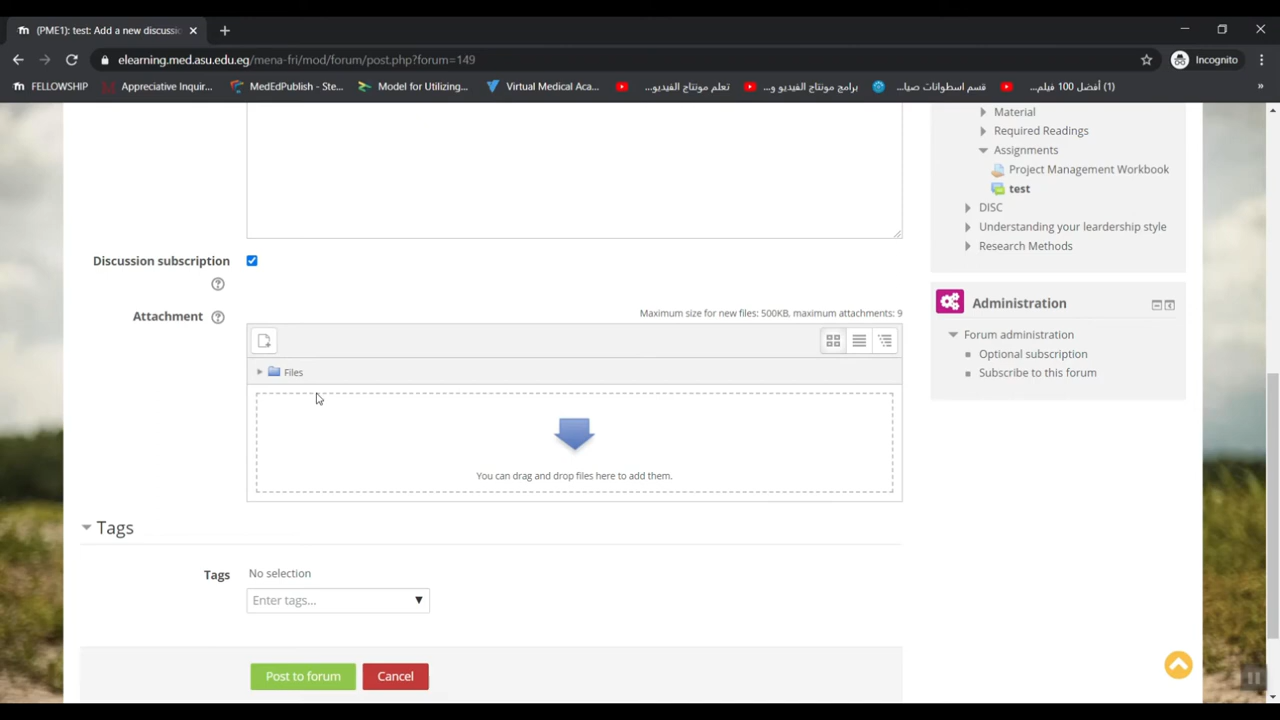 (PME1): test: Add a new discussi
elearning.med.asu.edu.eg/mena-fri/mod/forum/post.php?forum=149
Incognito
FELLOWSHIP
Appreciative Inquir...
MedEdPublish - Ste...
Model for Utilizing...
Virtual Medical Aca...
تعلم مونتاج الفيديو...
برامج مونتاج الفيديو و...
قسم اسطوانات صيا...
(1) أفضل 100 فيلم...
»
Material
Required Readings
Assignments
Project Management Workbook
test
DISC
Understanding your leardership style
Research Methods
Discussion subscription
Attachment
Maximum size for new files: 500KB, maximum attachments: 9
Files
You can drag and drop files here to add them.
Administration
Forum administration
Optional subscription
Subscribe to this forum
Tags
Tags
No selection
Enter tags...
Post to forum
Cancel